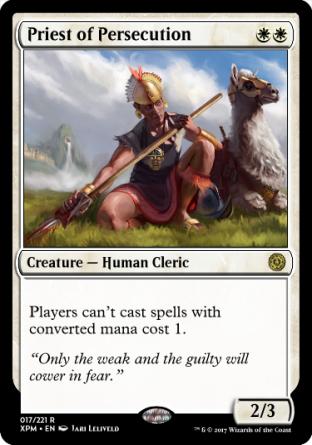 Priest of Persecution
Creature — Human Cleric
Players can't cast spells with
converted mana cost 1.
"Only the weak and the guilty will
cower in fear."
017/221 R
XPM • EN Jari Leliveld
™ & © 2017 Wizards of the Coast
2/3